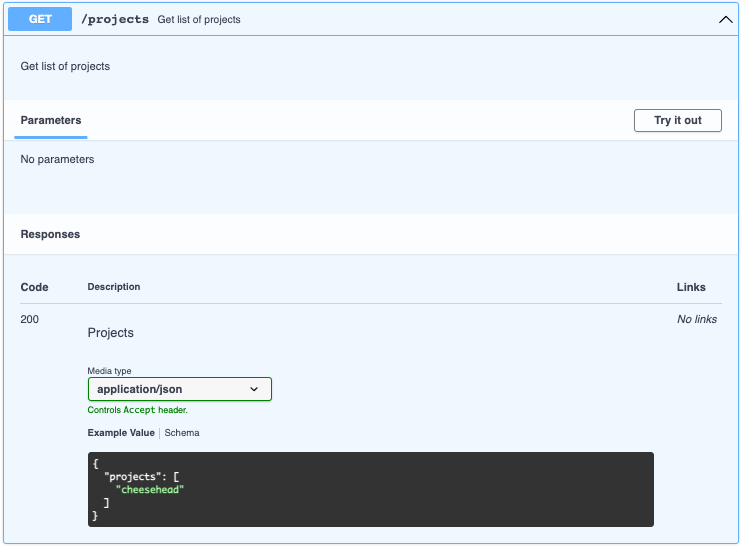 GET /projects Get list of projects
Get list of projects
Parameters
Try it out
No parameters
Responses
Code Description Links
200 Projects No links
Media type
application/json
Controls Accept header.
Example Value | Schema
{
  "projects": [
    "cheesehead"
  ]
}